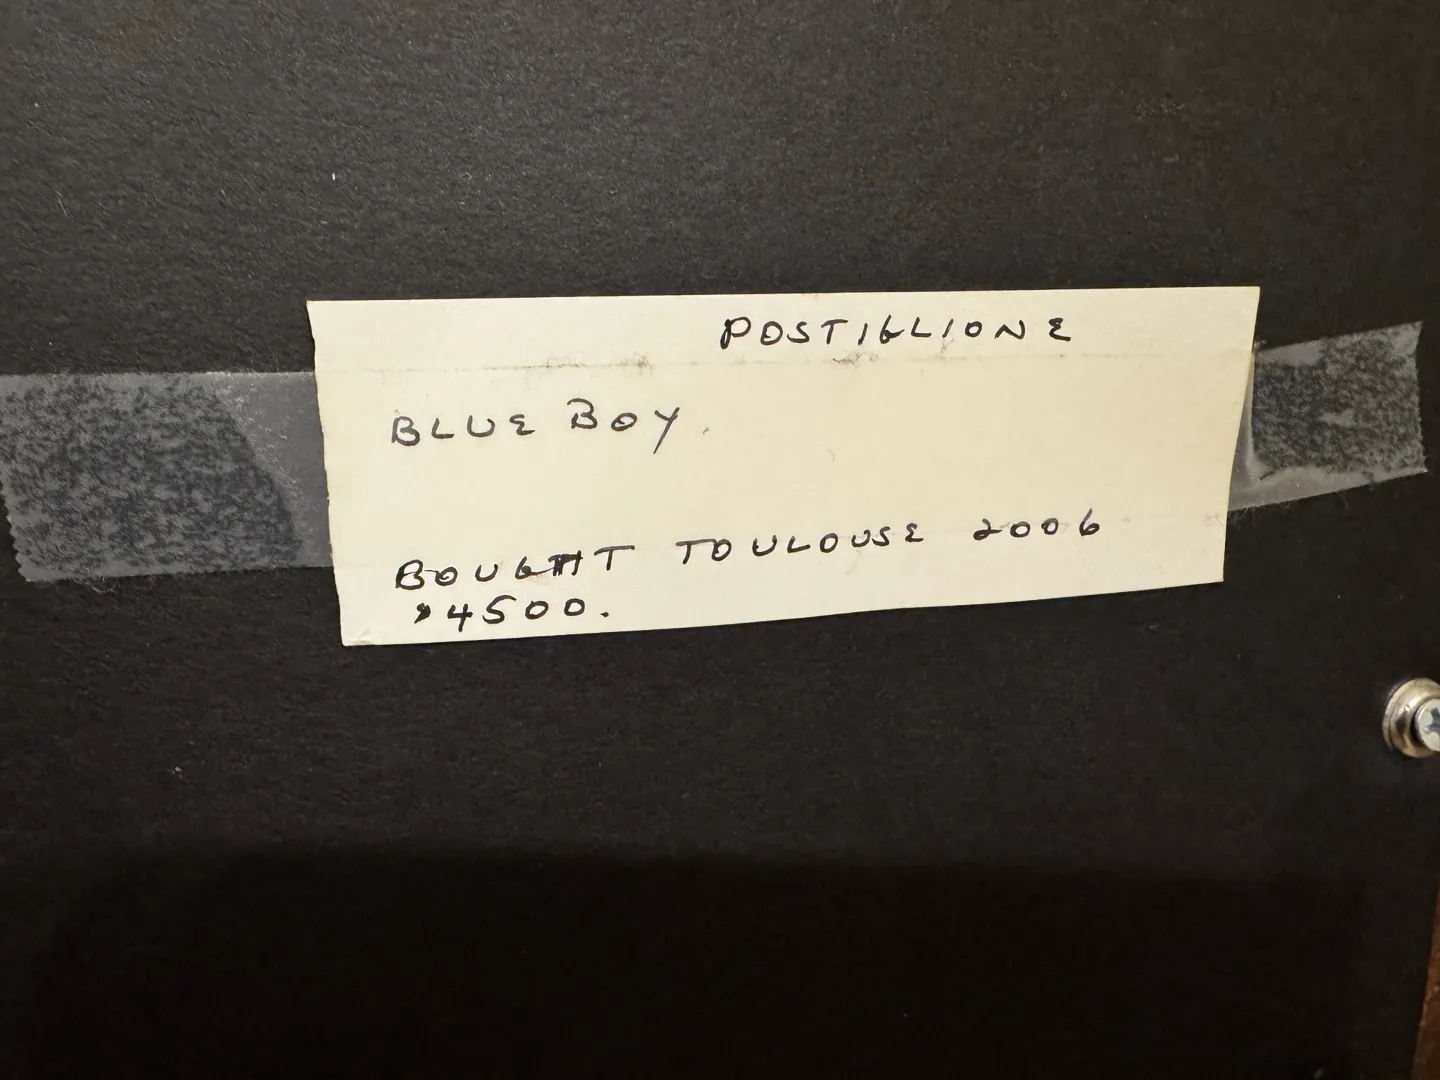 POSTIGLIONE
BLUE BOY.
BOUGHT TOULOUSE 2006
$4500.